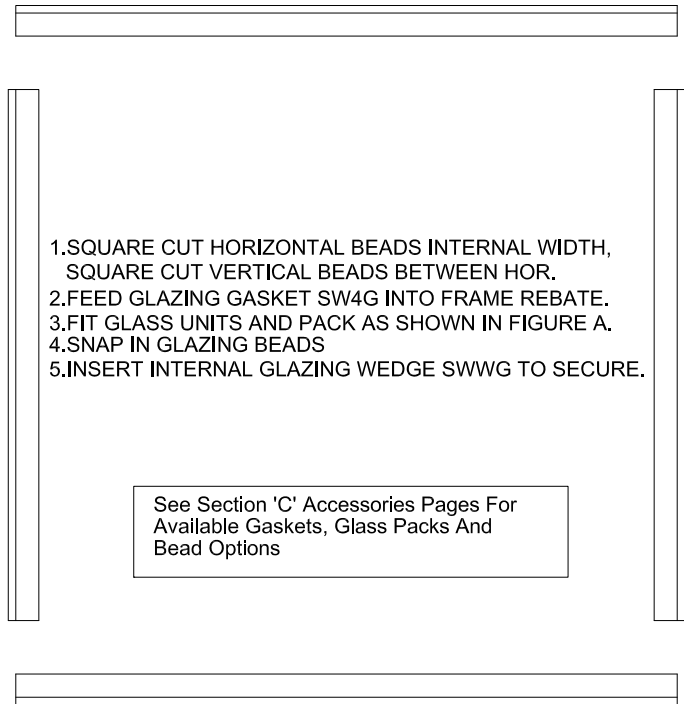 1.SQUARE CUT HORIZONTAL BEADS INTERNAL WIDTH,
SQUARE CUT VERTICAL BEADS BETWEEN HOR.
2.FEED GLAZING GASKET SW4G INTO FRAME REBATE.
3.FIT GLASS UNITS AND PACK AS SHOWN IN FIGURE A.
4.SNAP IN GLAZING BEADS
5.INSERT INTERNAL GLAZING WEDGE SWWG TO SECURE.
See Section 'C' Accessories Pages For
Available Gaskets, Glass Packs And
Bead Options